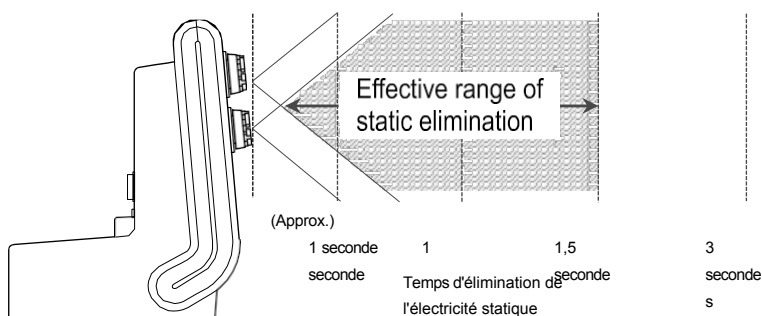 Effective range of
static elimination
(Approx.)
1 seconde 1 1,5 3
seconde seconde seconde
Temps d'élimination de
l'électricité statique s